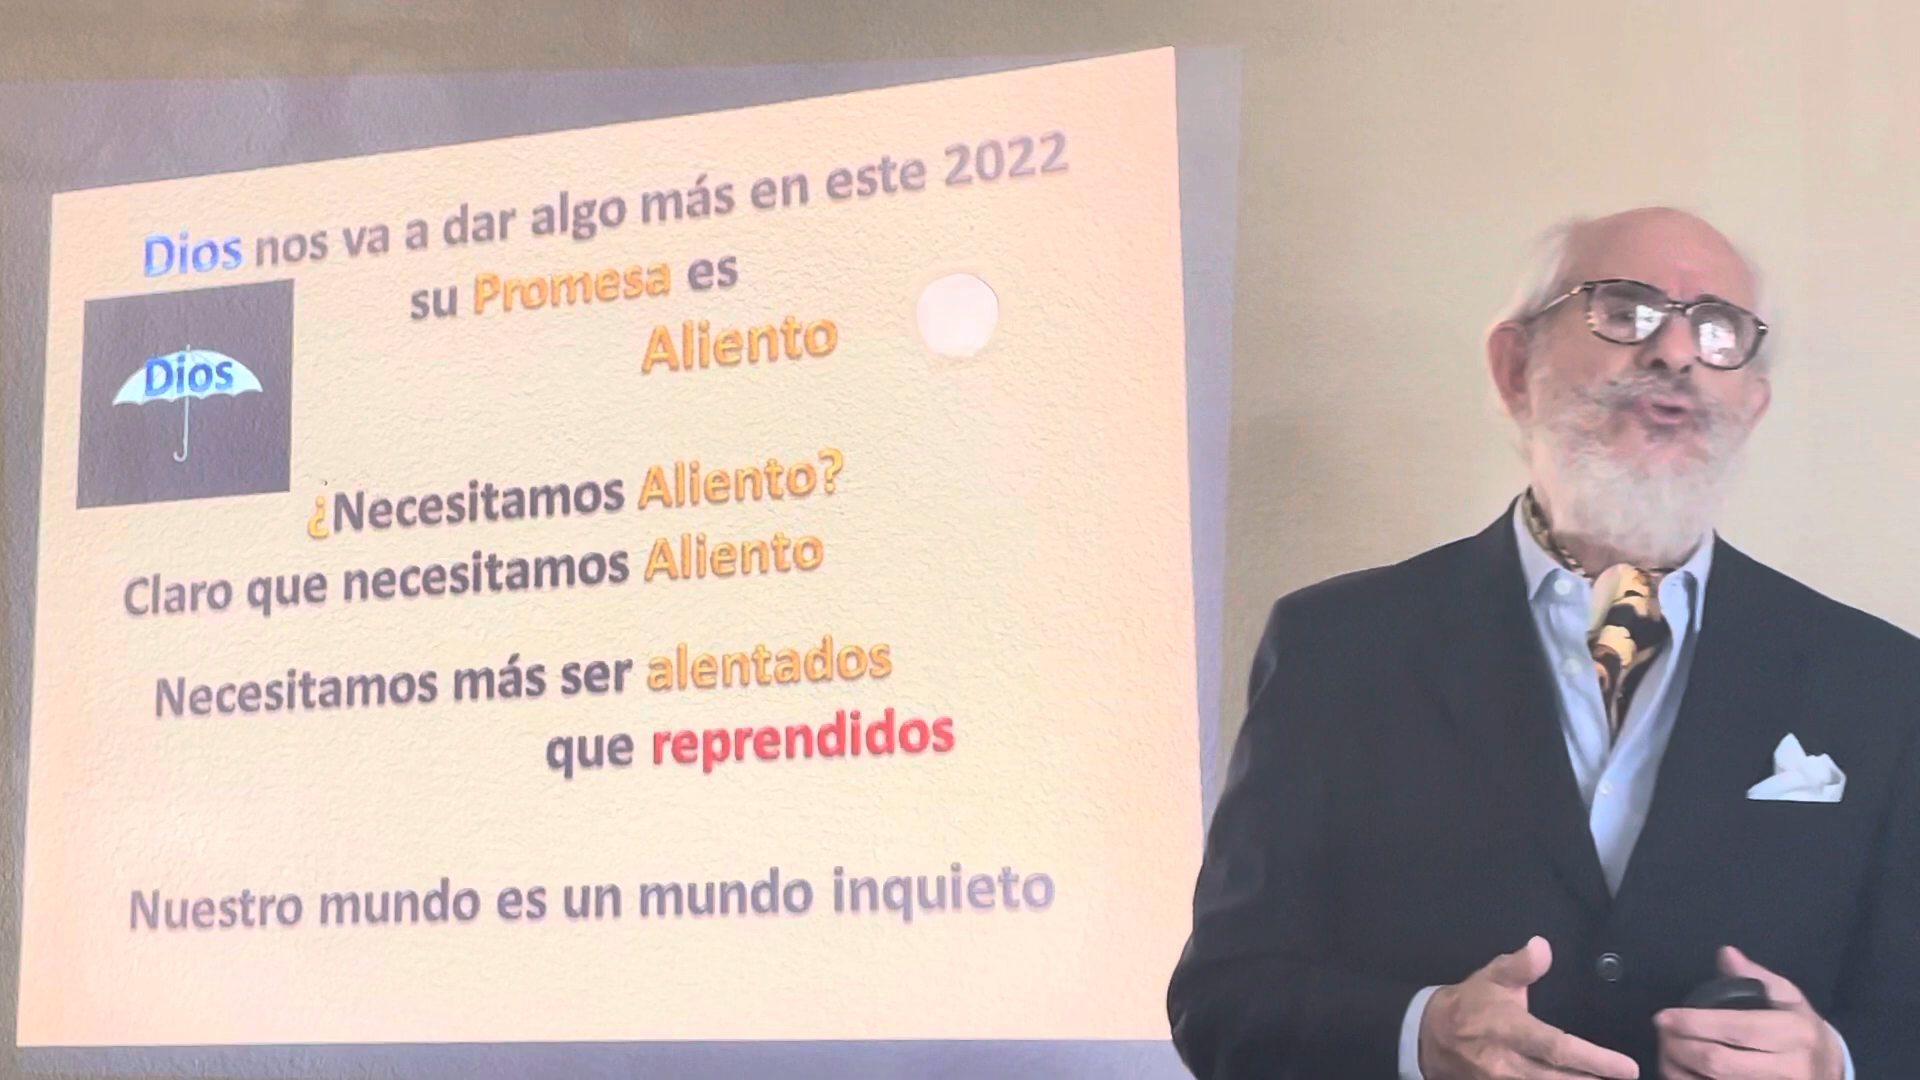 Dios nos va a dar algo más en este 2022
su Promesa es
Aliento
Dios
¿Necesitamos Aliento?
Claro que necesitamos Aliento
Necesitamos más ser alentados
que reprendidos
Nuestro mundo es un mundo inquieto